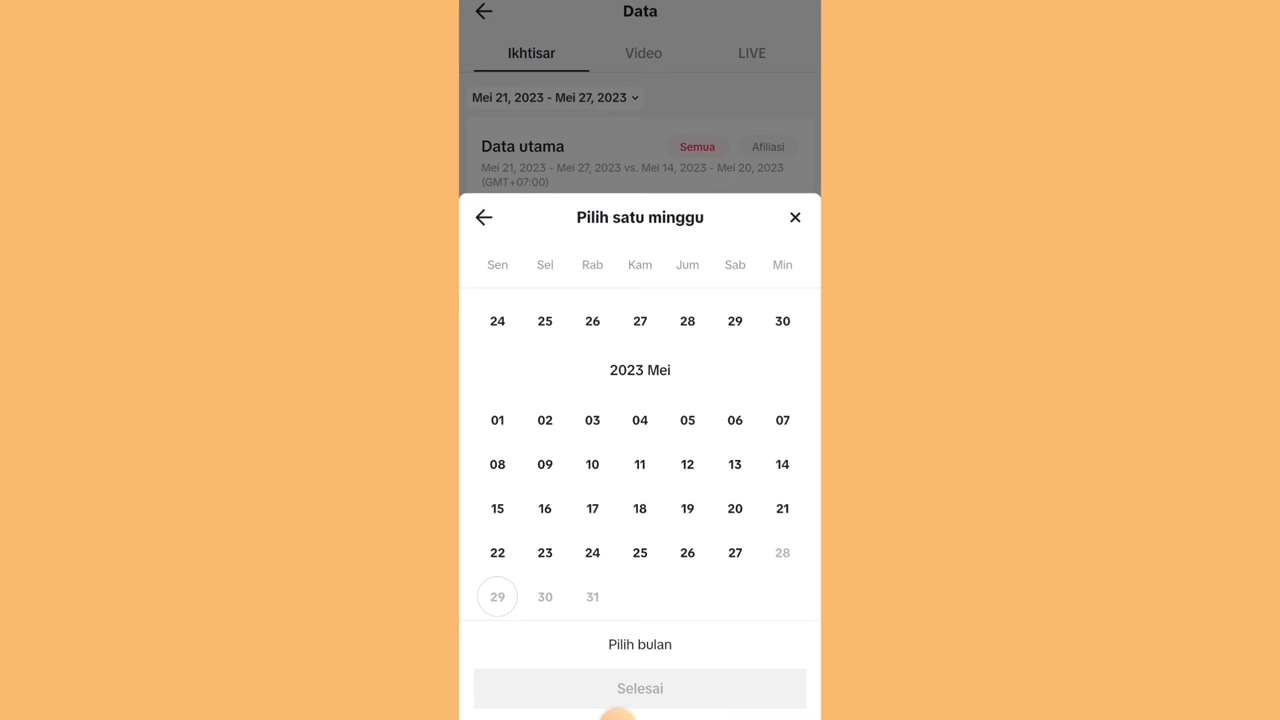 Data
Ikhtisar Video LIVE
Mei 21, 2023 - Mei 27, 2023
Data utama Semua Afiliasi
Mei 21, 2023 - Mei 27, 2023 vs. Mei 14, 2023 - Mei 20, 2023
(GMT+07:00)
Pilih satu minggu
Sen Sel Rab Kam Jum Sab Min
24 25 26 27 28 29 30
2023 Mei
01 02 03 04 05 06 07
08 09 10 11 12 13 14
15 16 17 18 19 20 21
22 23 24 25 26 27 28
29 30 31
Pilih bulan
Selesai